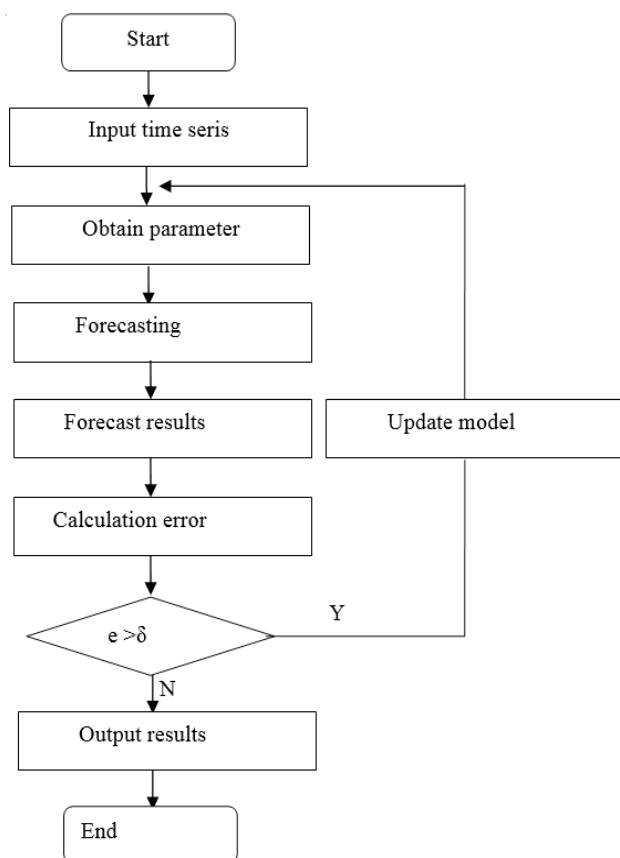 Start
Input time seris
Obtain parameter
Forecasting
Forecast results
Update model
Calculation error
e >δ
Y
N
Output results
End